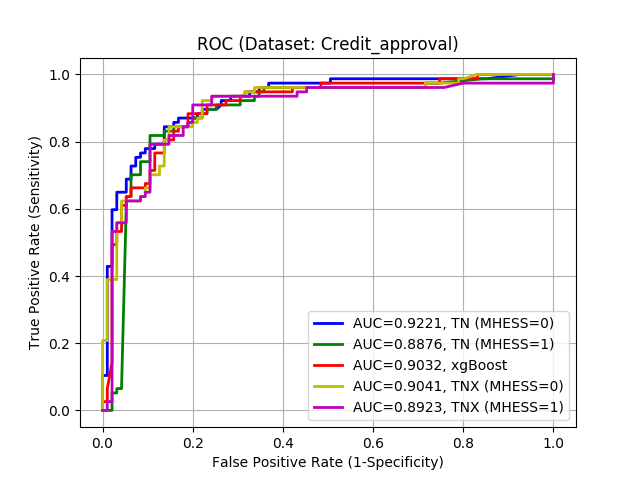 ROC (Dataset: Credit_approval)
True Positive Rate (Sensitivity)
1.0
0.8
0.6
0.4
0.2
0.0
AUC=0.9221, TN (MHESS=0)
AUC=0.8876, TN (MHESS=1)
AUC=0.9032, xgBoost
AUC=0.9041, TNX (MHESS=0)
AUC=0.8923, TNX (MHESS=1)
0.0 0.2 0.4 0.6 0.8 1.0
False Positive Rate (1-Specificity)